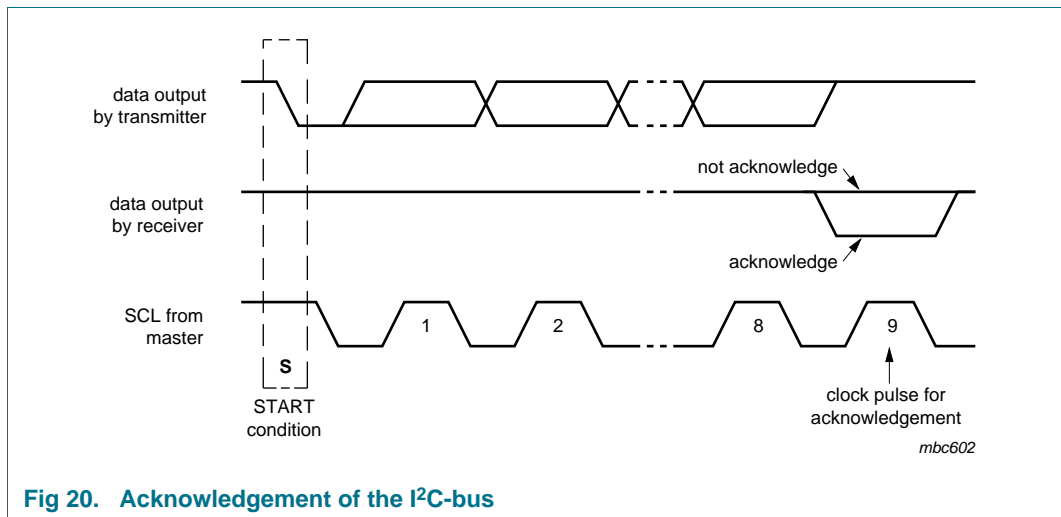 data output
by transmitter
not acknowledge
data output
by receiver
acknowledge
SCL from
master
1
2
8
9
S
START
condition
clock pulse for
acknowledgement
mbc602
Fig 20. Acknowledgement of the I²C-bus